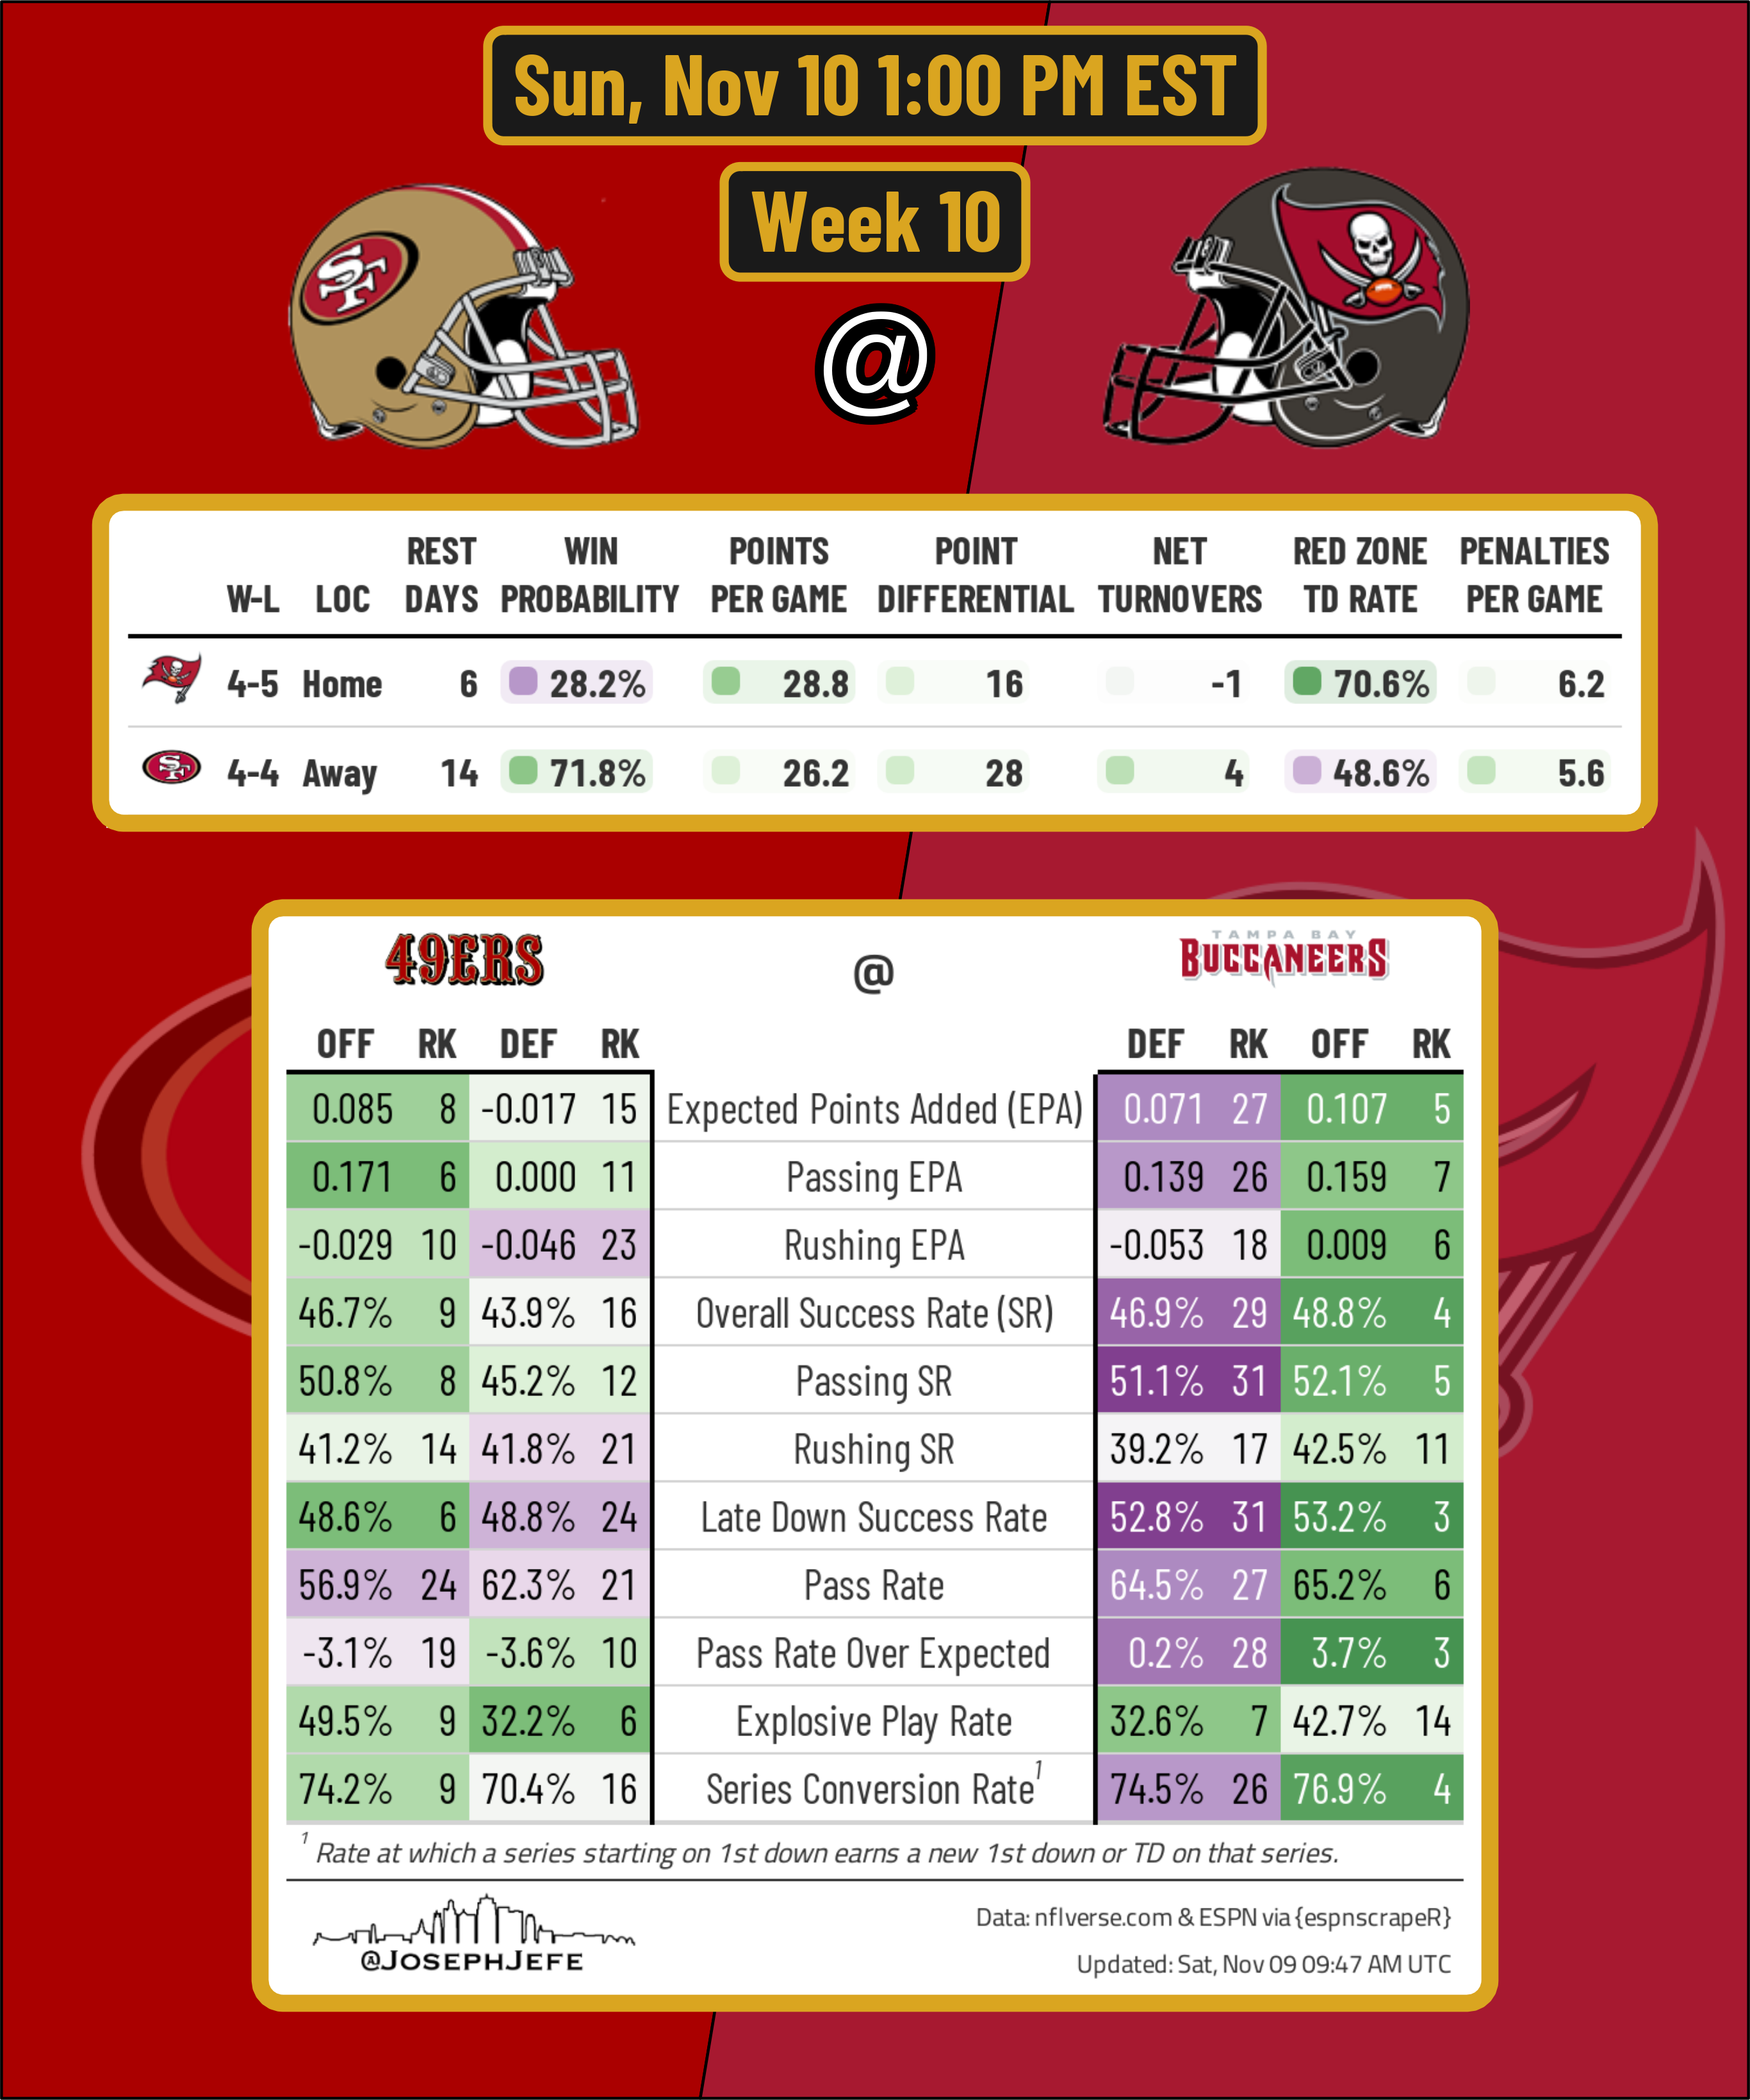 Sun, Nov 10 1:00 PM EST
Week 10
SF
@
REST WIN POINTS POINT NET RED ZONE PENALTIES
W-L LOC DAYS PROBABILITY PER GAME DIFFERENTIAL TURNOVERS TD RATE PER GAME
4-5 Home 6 28.2% 28.8 16 -1 70.6% 6.2
SF 4-4 Away 14 71.8% 26.2 28 4 48.6% 5.6
49ERS @ TAMPA BAY BUCCANEERS
OFF RK DEF RK DEF RK OFF RK
0.085 8 -0.017 15 Expected Points Added (EPA) 0.071 27 0.107 5
0.171 6 0.000 11 Passing EPA 0.139 26 0.159 7
-0.029 10 -0.046 23 Rushing EPA -0.053 18 0.009 6
46.7% 9 43.9% 16 Overall Success Rate (SR) 46.9% 29 48.8% 4
50.8% 8 45.2% 12 Passing SR 51.1% 31 52.1% 5
41.2% 14 41.8% 21 Rushing SR 39.2% 17 42.5% 11
48.6% 6 48.8% 24 Late Down Success Rate 52.8% 31 53.2% 3
56.9% 24 62.3% 21 Pass Rate 64.5% 27 65.2% 6
-3.1% 19 -3.6% 10 Pass Rate Over Expected 0.2% 28 3.7% 3
49.5% 9 32.2% 6 Explosive Play Rate 32.6% 7 42.7% 14
74.2% 9 70.4% 16 Series Conversion Rate¹ 74.5% 26 76.9% 4
¹ Rate at which a series starting on 1st down earns a new 1st down or TD on that series.
@JOSEPHJEFE
Data: nflverse.com & ESPN via {espnscrapeR}
Updated: Sat, Nov 09 09:47 AM UTC